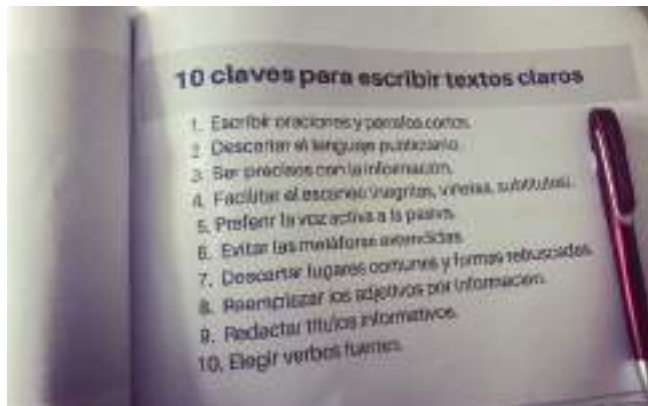 10 claves para escribir textos claros
1. Escribir oraciones y párrafos cortos.
2. Descartar el lenguaje publicitario.
3. Ser precisos con la información.
4. Facilitar el escaneo (negritas, viñetas, subtítulos).
5. Preferir la voz activa a la pasiva.
6. Evitar las metáforas extendidas.
7. Descartar lugares comunes y formas rebuscadas.
8. Reemplazar los adjetivos por información.
9. Redactar títulos informativos.
10. Elegir verbos fuertes.